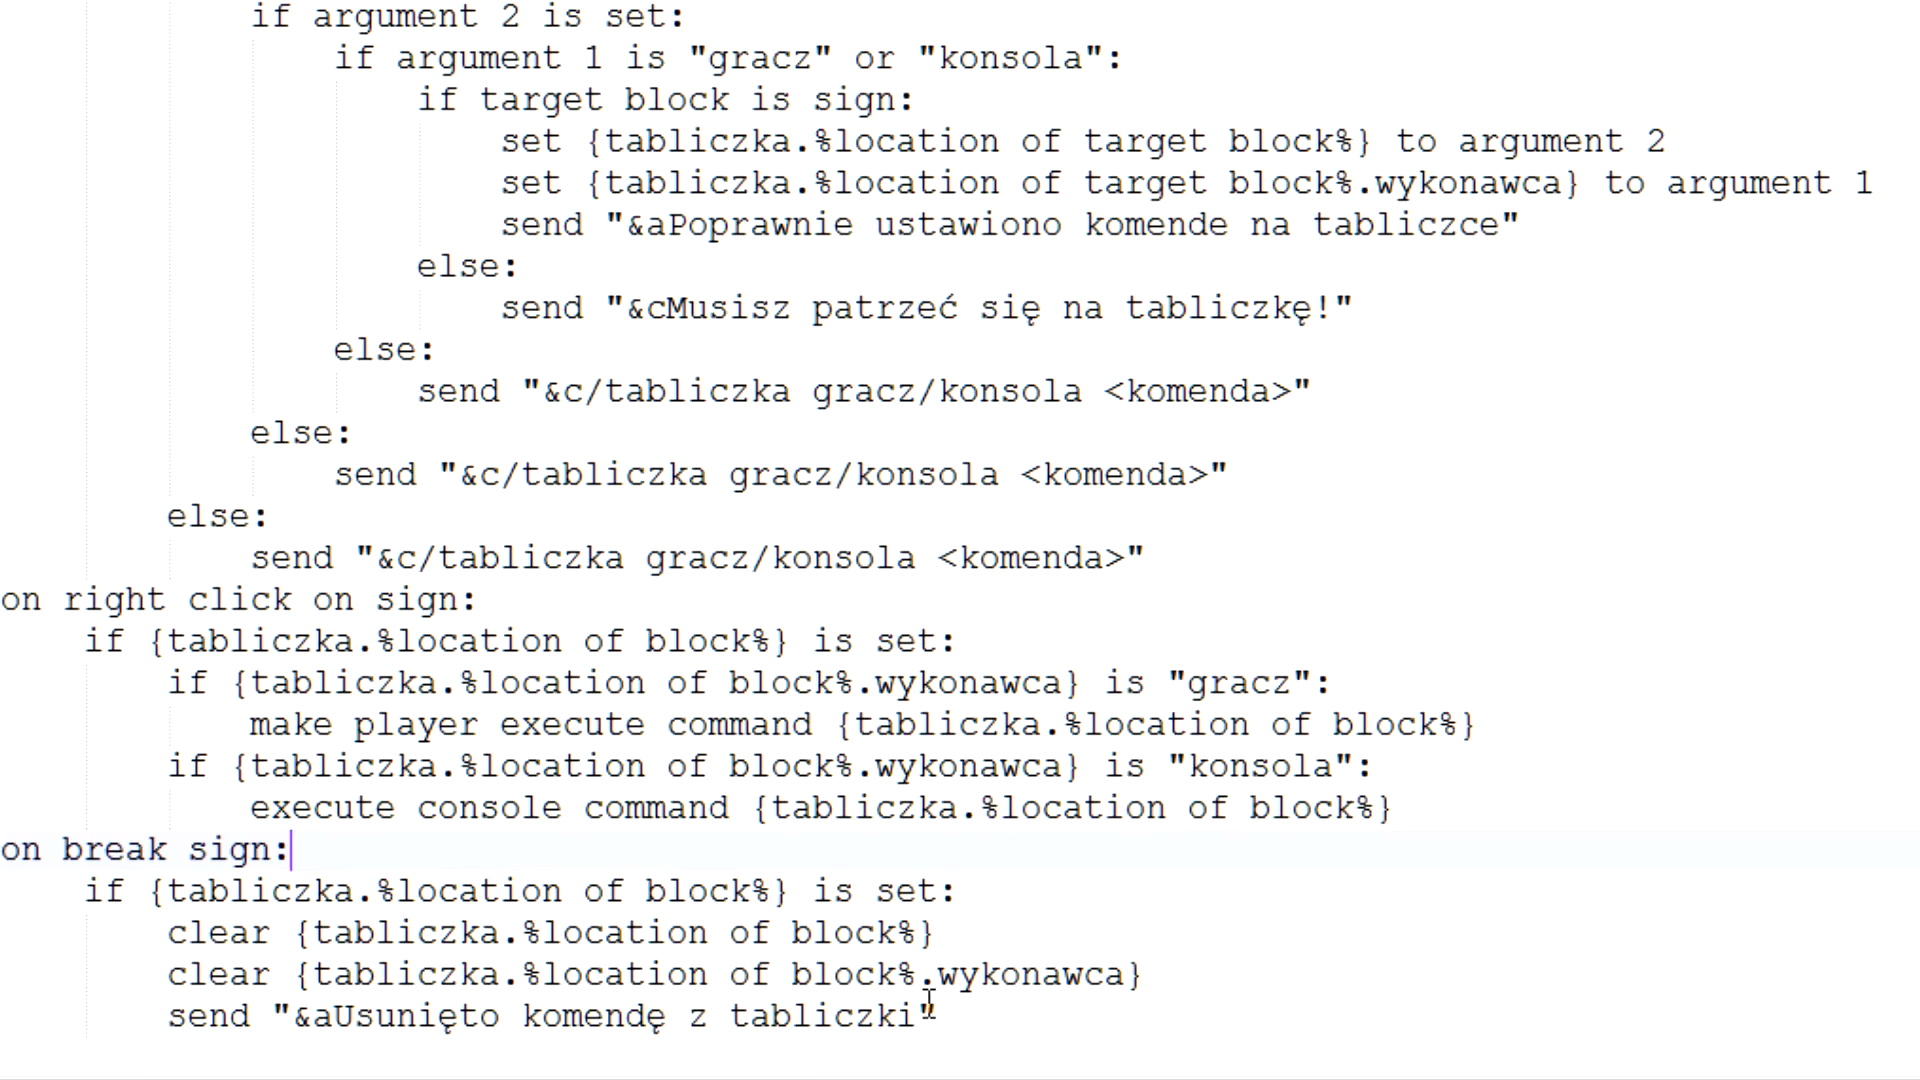 if argument 2 is set:
if argument 1 is "gracz" or "konsola":
if target block is sign:
set {tabliczka.%location of target block%} to argument 2
set {tabliczka.%location of target block%.wykonawca} to argument 1
send "&aPoprawnie ustawiono komende na tabliczce"
else:
send "&cMusisz patrzeć się na tabliczkę!"
else:
send "&c/tabliczka gracz/konsola <komenda>"
else:
send "&c/tabliczka gracz/konsola <komenda>"
else:
send "&c/tabliczka gracz/konsola <komenda>"
on right click on sign:
if {tabliczka.%location of block%} is set:
if {tabliczka.%location of block%.wykonawca} is "gracz":
make player execute command {tabliczka.%location of block%}
if {tabliczka.%location of block%.wykonawca} is "konsola":
execute console command {tabliczka.%location of block%}
on break sign:
if {tabliczka.%location of block%} is set:
clear {tabliczka.%location of block%}
clear {tabliczka.%location of block%.wykonawca}
send "&aUsunięto komendę z tabliczki"